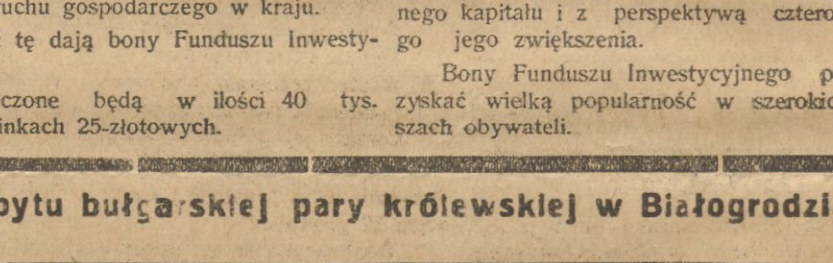 ruchu gospodarczego w kraju.
tę dają bony Funduszu Inwesty-
czone będą w ilości 40 tys.
inkach 25-złotowych.
nego kapitału i z perspektywą cztero
go jego zwiększenia.
Bony Funduszu Inwestycyjnego p
zyskać wielką popularność w szerokic
szach obywateli.
bytu bułgarskiej pary królewskiej w Białogrodzi